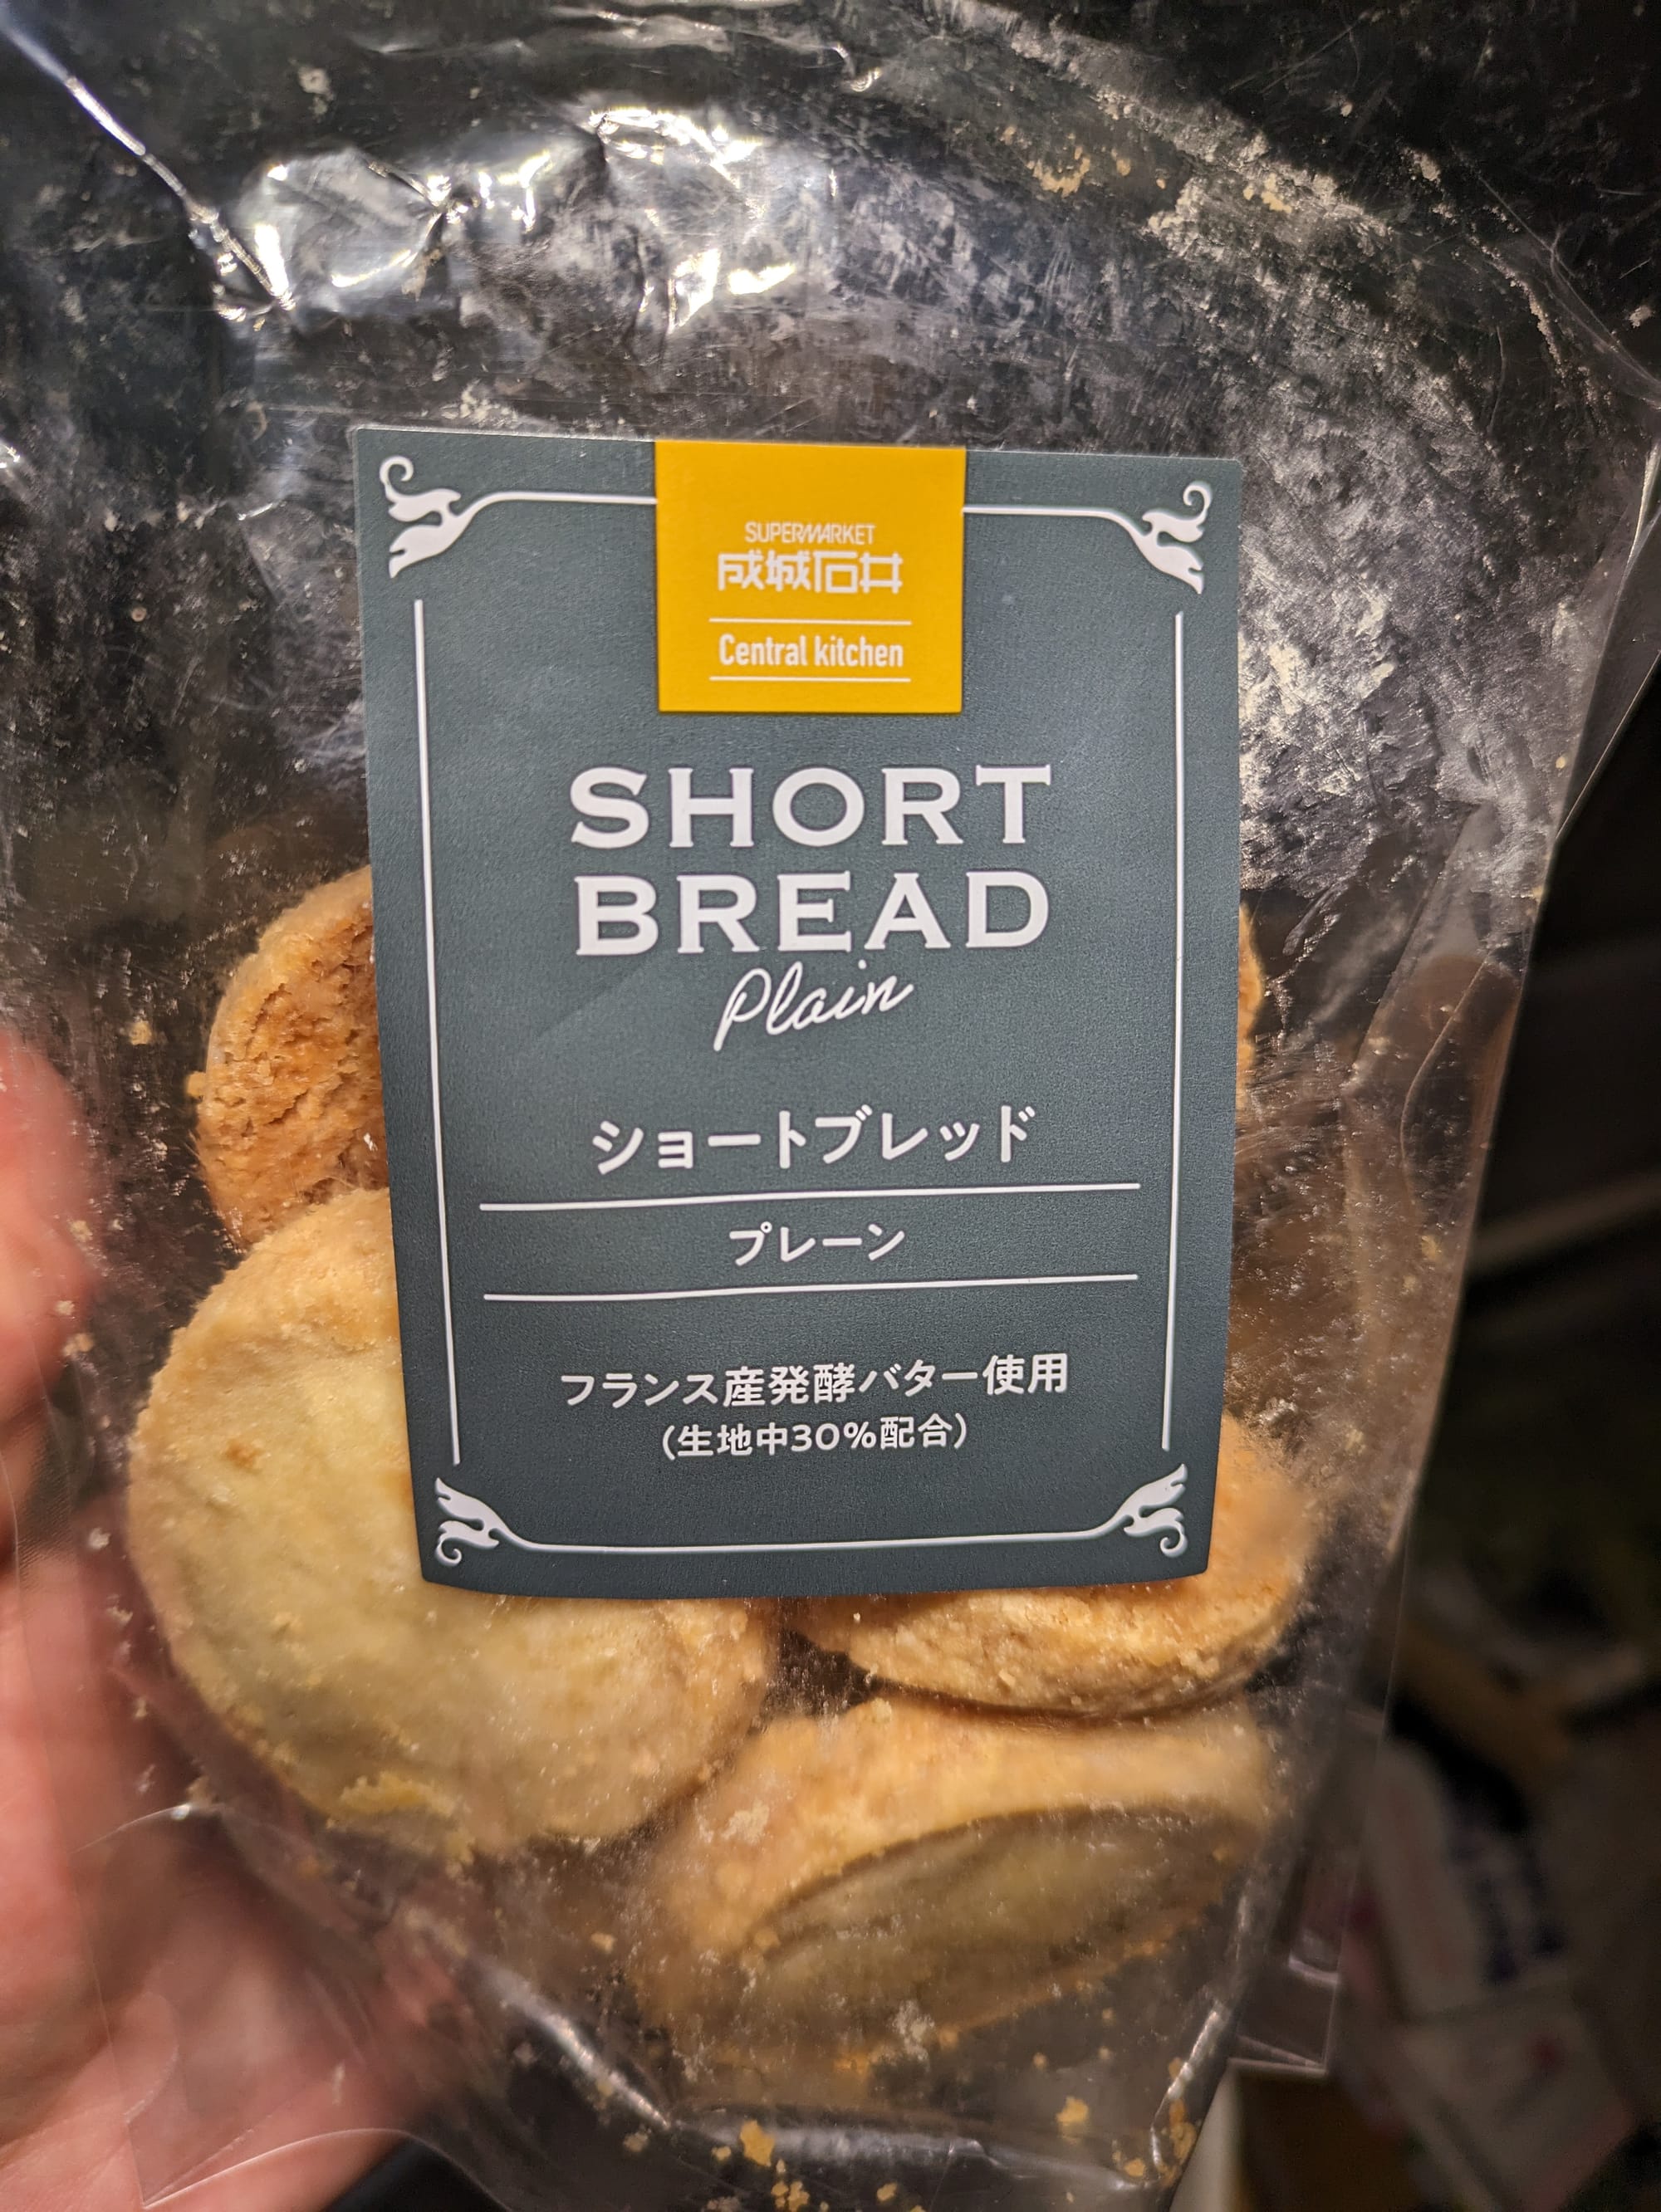 SUPERMARKET
成城石井
Central kitchen
SHORT
BREAD
Plain
ショートブレッド
プレーン
フランス産発酵バター使用
(生地中30%配合)